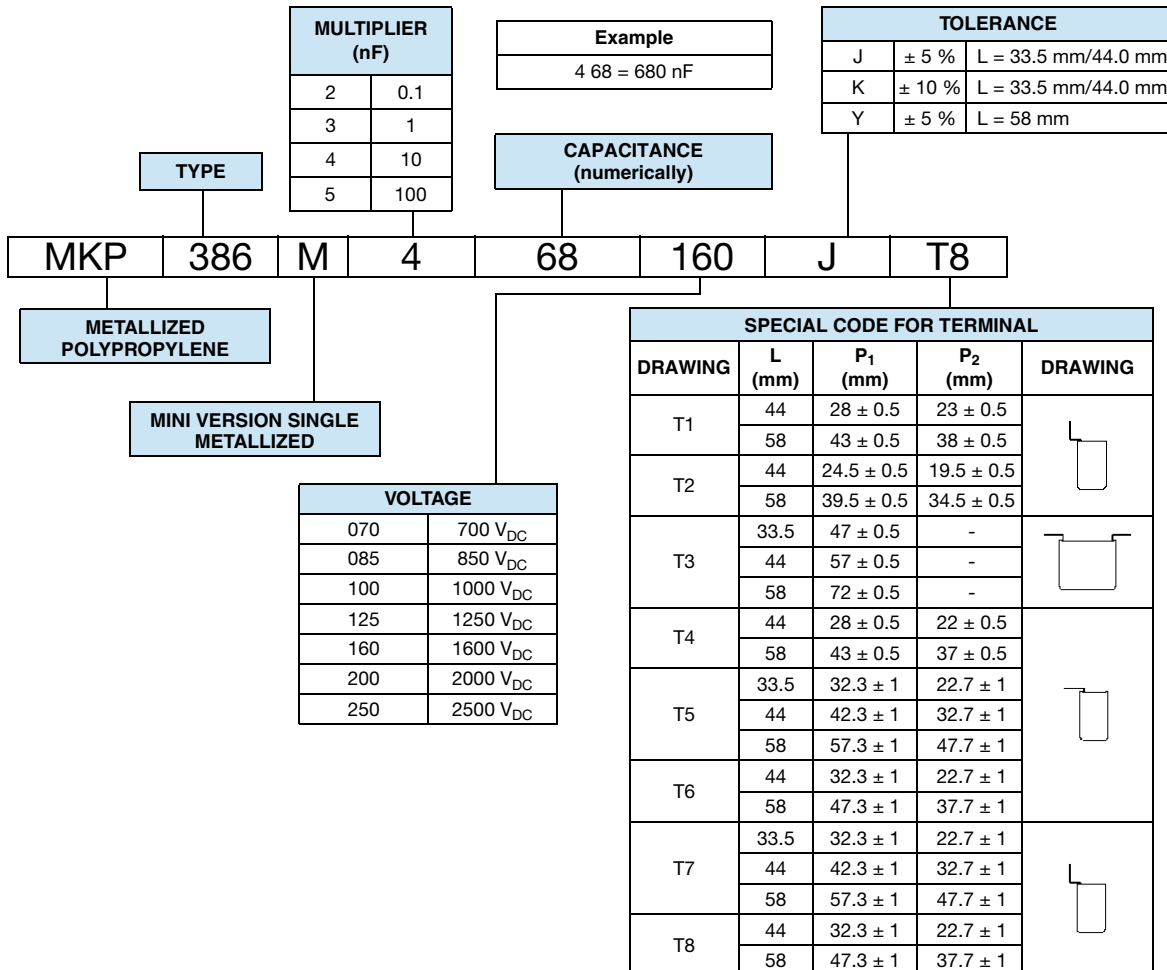 MULTIPLIER
(nF)
2 0.1
3 1
4 10
5 100
Example
4 68 = 680 nF
TOLERANCE
J ± 5 % L = 33.5 mm/44.0 mm
K ± 10 % L = 33.5 mm/44.0 mm
Y ± 5 % L = 58 mm
TYPE
CAPACITANCE
(numerically)
MKP 386 M 4 68 160 J T8
METALLIZED
POLYPROPYLENE
MINI VERSION SINGLE
METALLIZED
VOLTAGE
070 700 V_DC
085 850 V_DC
100 1000 V_DC
125 1250 V_DC
160 1600 V_DC
200 2000 V_DC
250 2500 V_DC
SPECIAL CODE FOR TERMINAL
DRAWING L (mm) P1 (mm) P2 (mm) DRAWING
T1 44 28 ± 0.5 23 ± 0.5
58 43 ± 0.5 38 ± 0.5
T2 44 24.5 ± 0.5 19.5 ± 0.5
58 39.5 ± 0.5 34.5 ± 0.5
T3 33.5 47 ± 0.5 -
44 57 ± 0.5 -
58 72 ± 0.5 -
T4 44 28 ± 0.5 22 ± 0.5
58 43 ± 0.5 37 ± 0.5
T5 33.5 32.3 ± 1 22.7 ± 1
44 42.3 ± 1 32.7 ± 1
58 57.3 ± 1 47.7 ± 1
T6 44 32.3 ± 1 22.7 ± 1
58 47.3 ± 1 37.7 ± 1
T7 33.5 32.3 ± 1 22.7 ± 1
44 42.3 ± 1 32.7 ± 1
58 57.3 ± 1 47.7 ± 1
T8 44 32.3 ± 1 22.7 ± 1
58 47.3 ± 1 37.7 ± 1